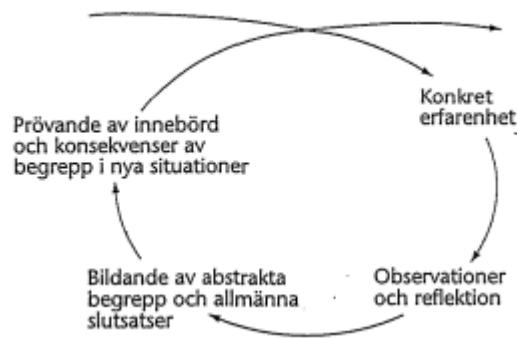 Konkret
erfarenhet
Prövande av innebörd
och konsekvenser av
begrepp i nya situationer
Bildande av abstrakta
begrepp och allmänna
slutsatser
Observationer
och reflektion